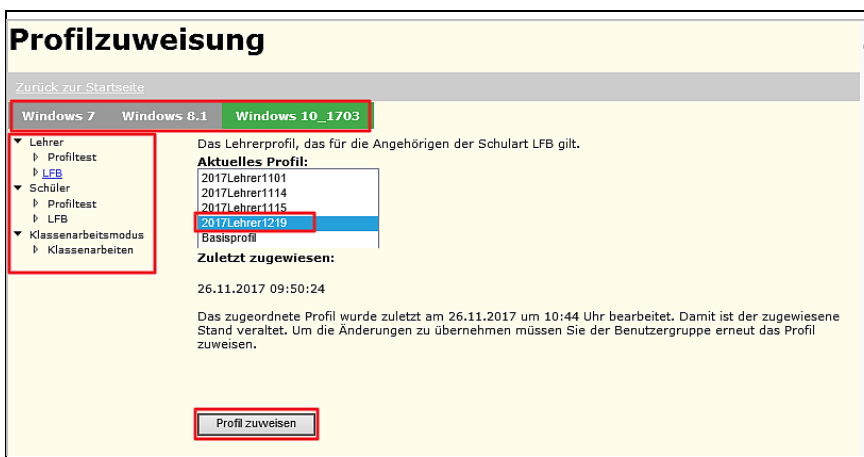 Profilzuweisung
Zurück zur Startseite
Windows 7 Windows 8.1 Windows 10_1703
Lehrer
Profiltest
LFB
Schüler
Profiltest
LFB
Klassenarbeitsmodus
Klassenarbeiten
Das Lehrerprofil, das für die Angehörigen der Schulart LFB gilt.
Aktuelles Profil:
2017Lehrer1101
2017Lehrer1114
2017Lehrer1115
2017Lehrer1219
Basisprofil
Zuletzt zugewiesen:
26.11.2017 09:50:24
Das zugeordnete Profil wurde zuletzt am 26.11.2017 um 10:44 Uhr bearbeitet. Damit ist der zugewiesene
Stand veraltet. Um die Änderungen zu übernehmen müssen Sie der Benutzergruppe erneut das Profil
zuweisen.
Profil zuweisen